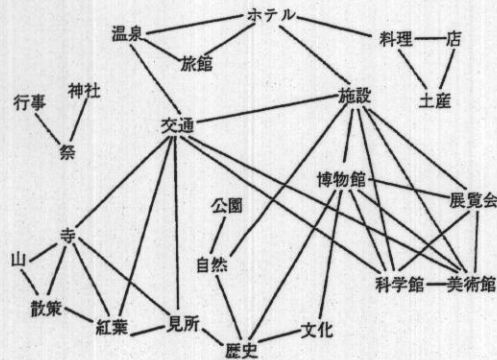 ホテル
温泉
料理
店
旅館
施設
土産
行事
神社
交通
祭
博物館
展覧会
公園
寺
山
自然
科学館
美術館
散策
紅葉
見所
歴史
文化